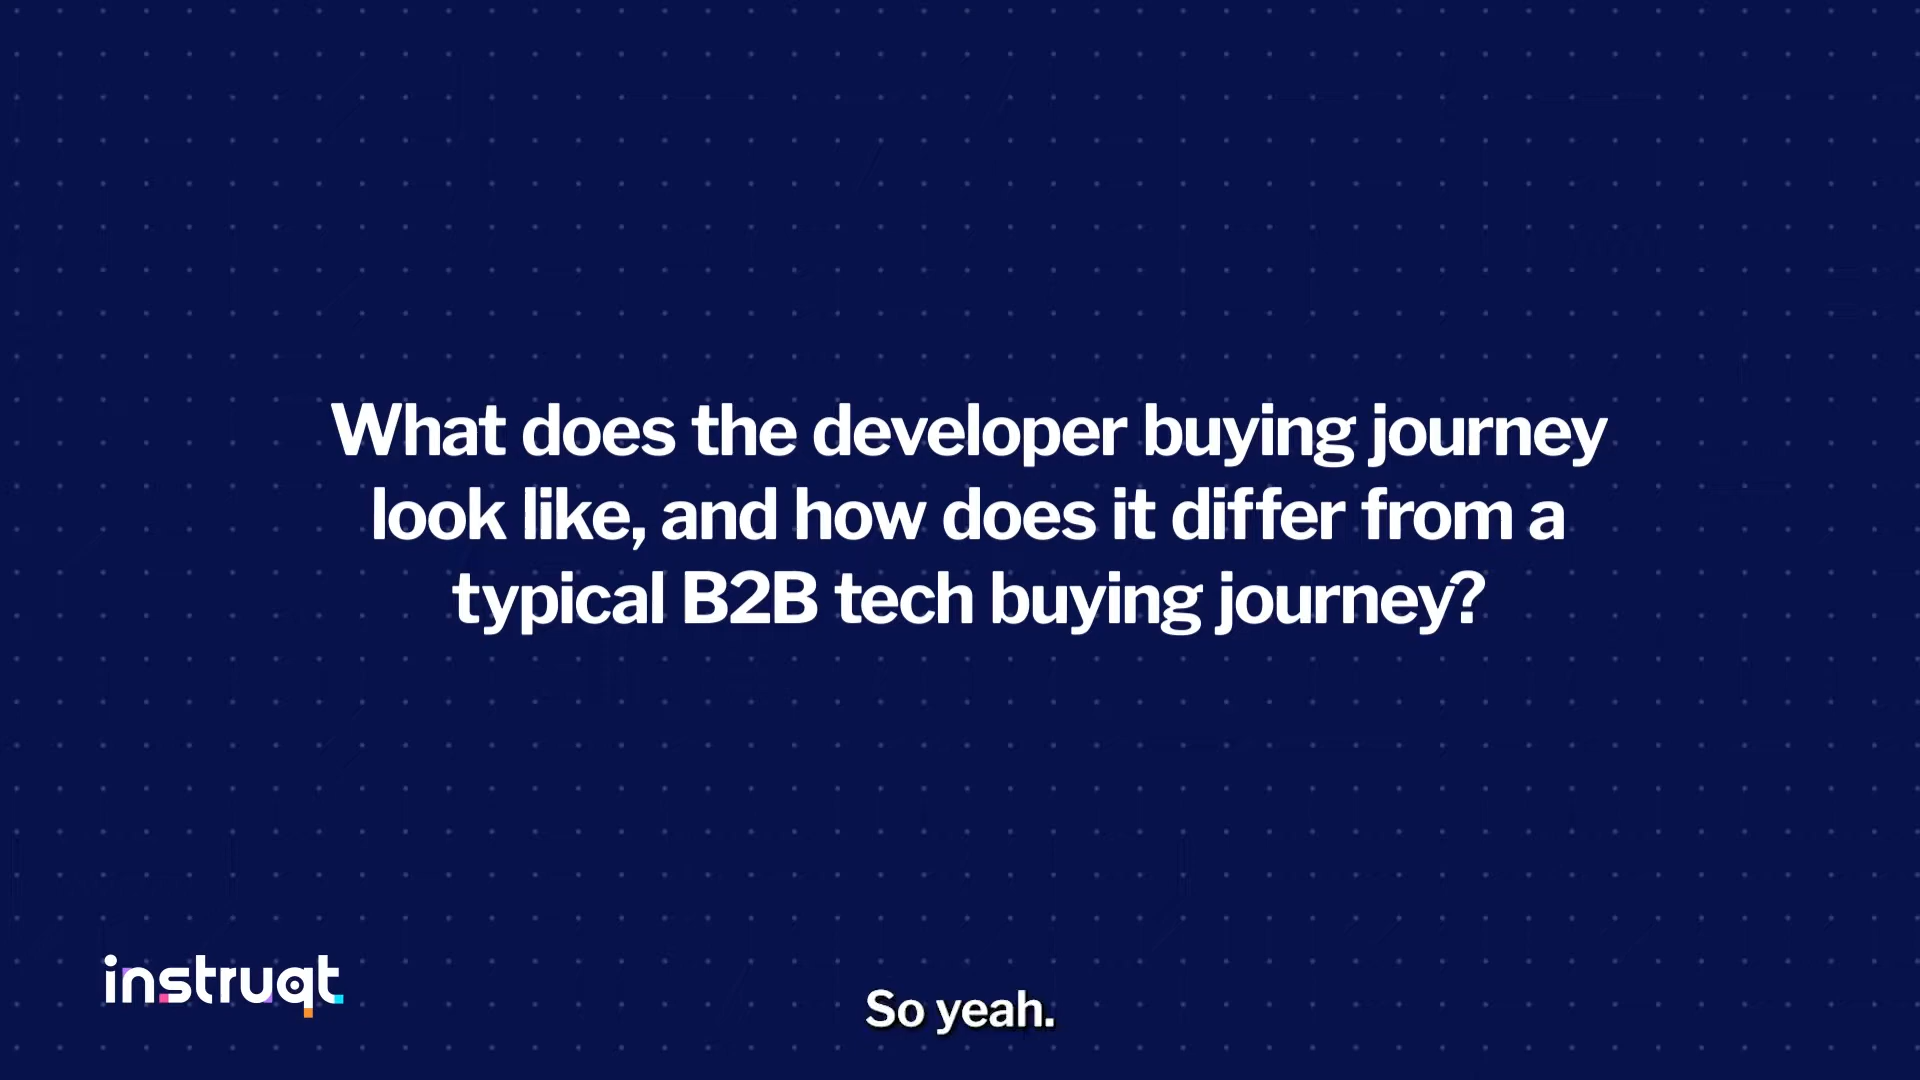 What does the developer buying journey
look like, and how does it differ from a
typical B2B tech buying journey?
instruqt
So yeah.